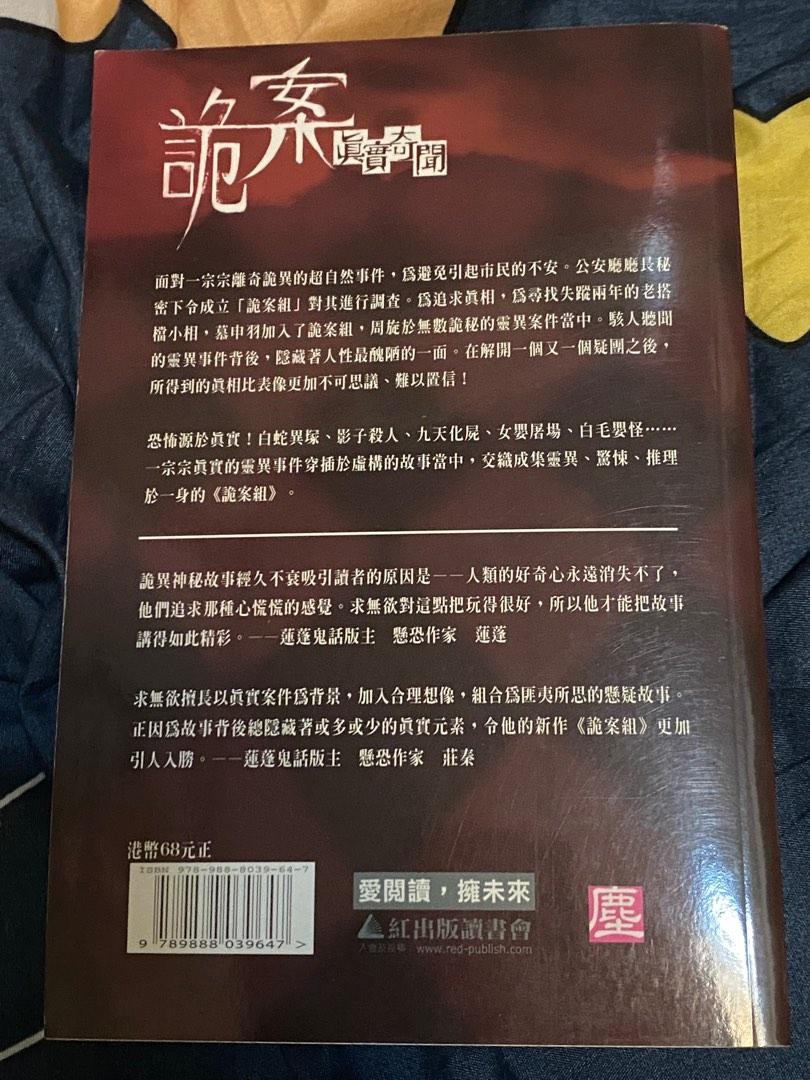 詭案
眞實奇聞
面對一宗宗離奇詭異的超自然事件，爲避免引起市民的不安。公安廳廳長秘
密下令成立「詭案組」對其進行調查。爲追求眞相，爲尋找失蹤兩年的老搭
檔小相，慕申羽加入了詭案組，周旋於無數詭秘的靈異案件當中。駭人聽聞
的靈異事件背後，隱藏著人性最醜陋的一面。在解開一個又一個疑團之後，
所得到的眞相比表像更加不可思議、難以置信！
恐怖源於眞實！白蛇異塚、影子殺人、九天化屍、女嬰屠場、白毛嬰怪⋯⋯
一宗宗眞實的靈異事件穿插於虛構的故事當中，交織成集靈異、驚悚、推理
於一身的《詭案組》。
詭異神秘故事經久不衰吸引讀者的原因是——人類的好奇心永遠消失不了，
他們追求那種心慌慌的感覺。求無欲對這點把玩得很好，所以他才能把故事
講得如此精彩。——蓮蓬鬼話版主　懸恐作家　蓮蓬
求無欲擅長以眞實案件爲背景，加入合理想像，組合爲匪夷所思的懸疑故事。
正因爲故事背後總隱藏著或多或少的眞實元素，令他的新作《詭案組》更加
引人入勝。——蓮蓬鬼話版主　懸恐作家　莊秦
港幣68元正
ISBN 978-988-8039-64-7
9 789888 039647 >
愛閱讀，擁未來
紅出版讀書會
www.red-publish.com
塵